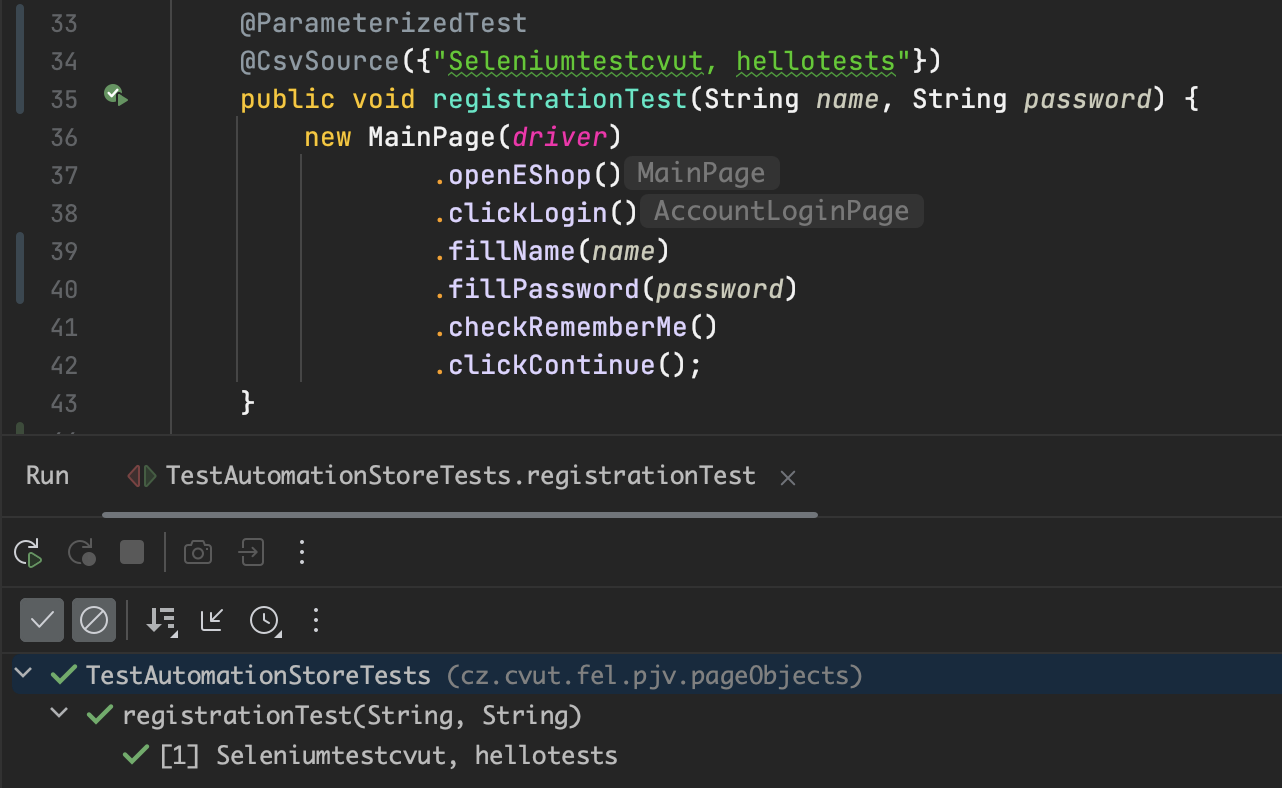 33 @ParameterizedTest
34 @CsvSource({"Seleniumtestcvut, hellotests"})
35 public void registrationTest(String name, String password) {
36 new MainPage(driver)
37 .openEShop() MainPage
38 .clickLogin() AccountLoginPage
39 .fillName(name)
40 .fillPassword(password)
41 .checkRememberMe()
42 .clickContinue();
43 }
Run TestAutomationStoreTests.registrationTest ×
TestAutomationStoreTests (cz.cvut.fel.pjv.pageObjects)
registrationTest(String, String)
[1] Seleniumtestcvut, hellotests